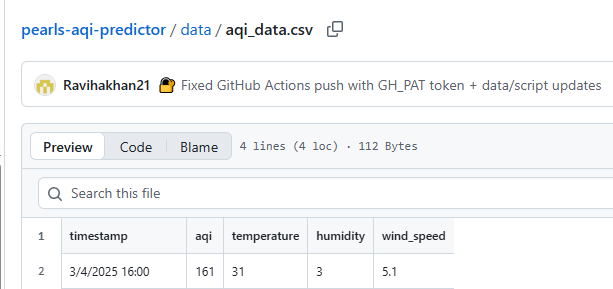 pearls-aqi-predictor / data / aqi_data.csv
Ravihakhan21 🔐 Fixed GitHub Actions push with GH_PAT token + data/script updates
Preview Code Blame 4 lines (4 loc) · 112 Bytes
Search this file
1 timestamp aqi temperature humidity wind_speed
2 3/4/2025 16:00 161 31 3 5.1